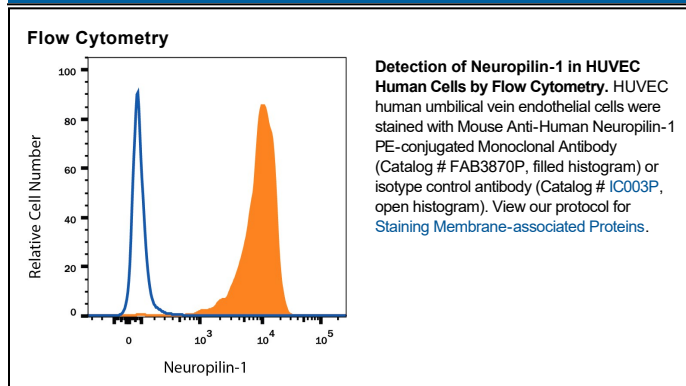 Flow Cytometry
Relative Cell Number
100
80
60
40
20
0
0
10³
10⁴
10⁵
Neuropilin-1
Detection of Neuropilin-1 in HUVEC
Human Cells by Flow Cytometry. HUVEC
human umbilical vein endothelial cells were
stained with Mouse Anti-Human Neuropilin-1
PE-conjugated Monoclonal Antibody
(Catalog # FAB3870P, filled histogram) or
isotype control antibody (Catalog # IC003P,
open histogram). View our protocol for
Staining Membrane-associated Proteins.